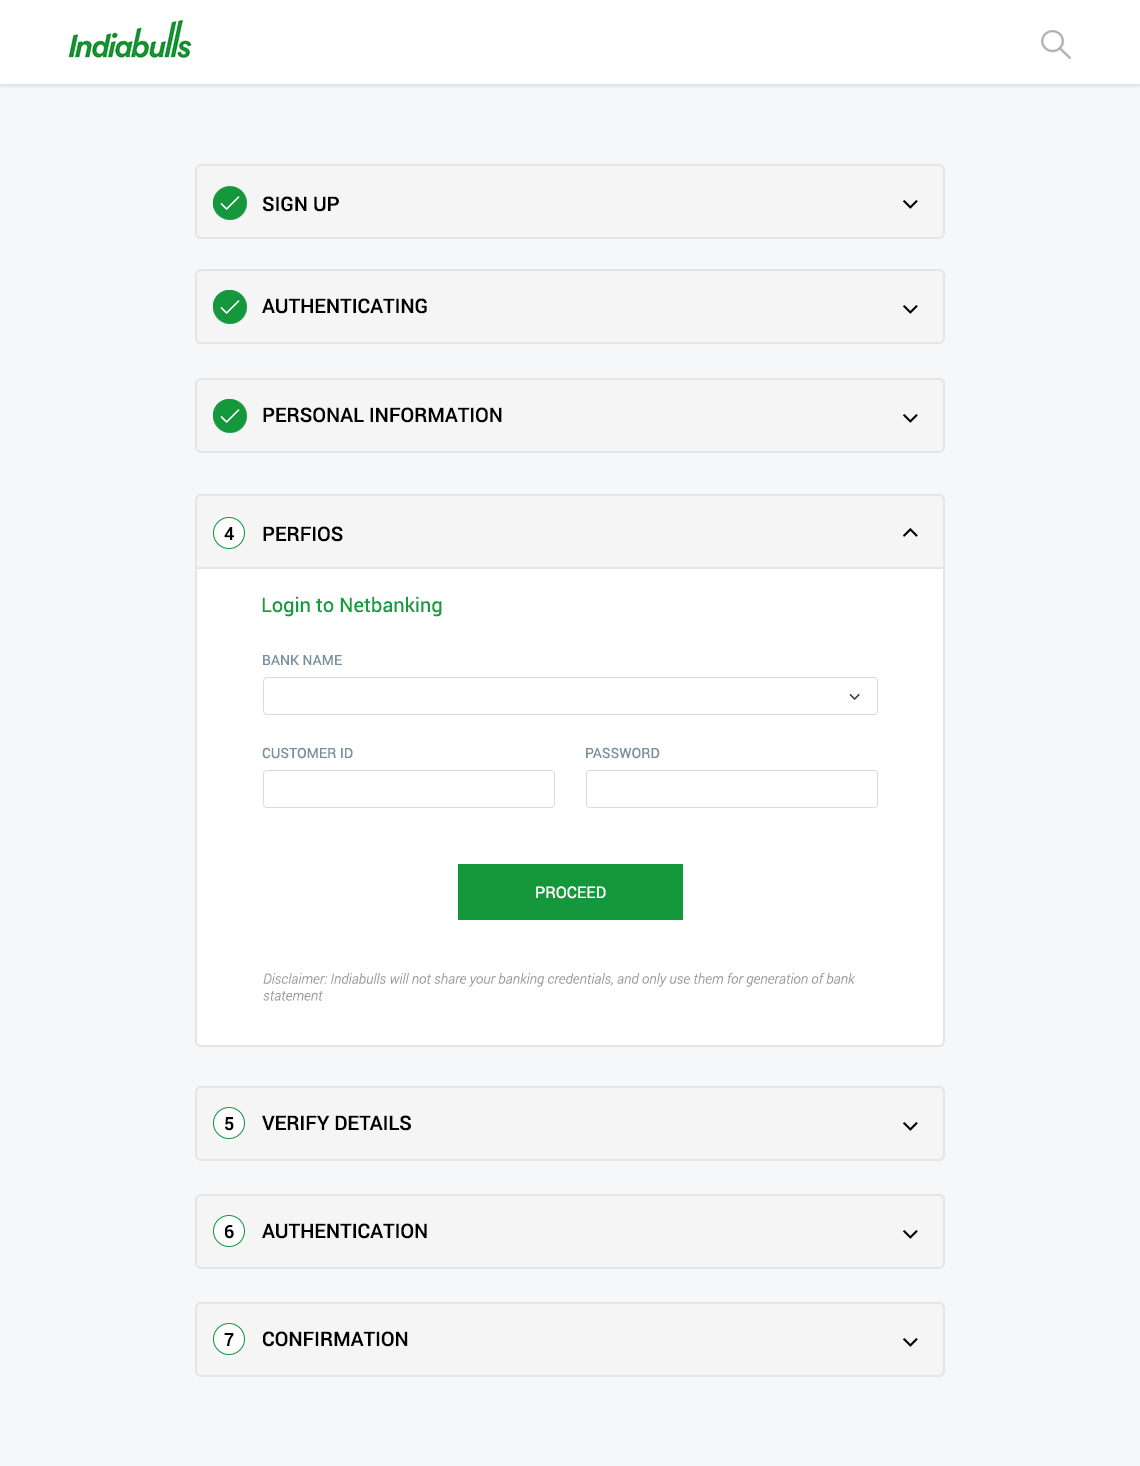 Indiabulls
SIGN UP
AUTHENTICATING
PERSONAL INFORMATION
4 PERFIOS
Login to Netbanking
BANK NAME
CUSTOMER ID PASSWORD
PROCEED
Disclaimer: Indiabulls will not share your banking credentials, and only use them for generation of bank
statement
5 VERIFY DETAILS
6 AUTHENTICATION
7 CONFIRMATION